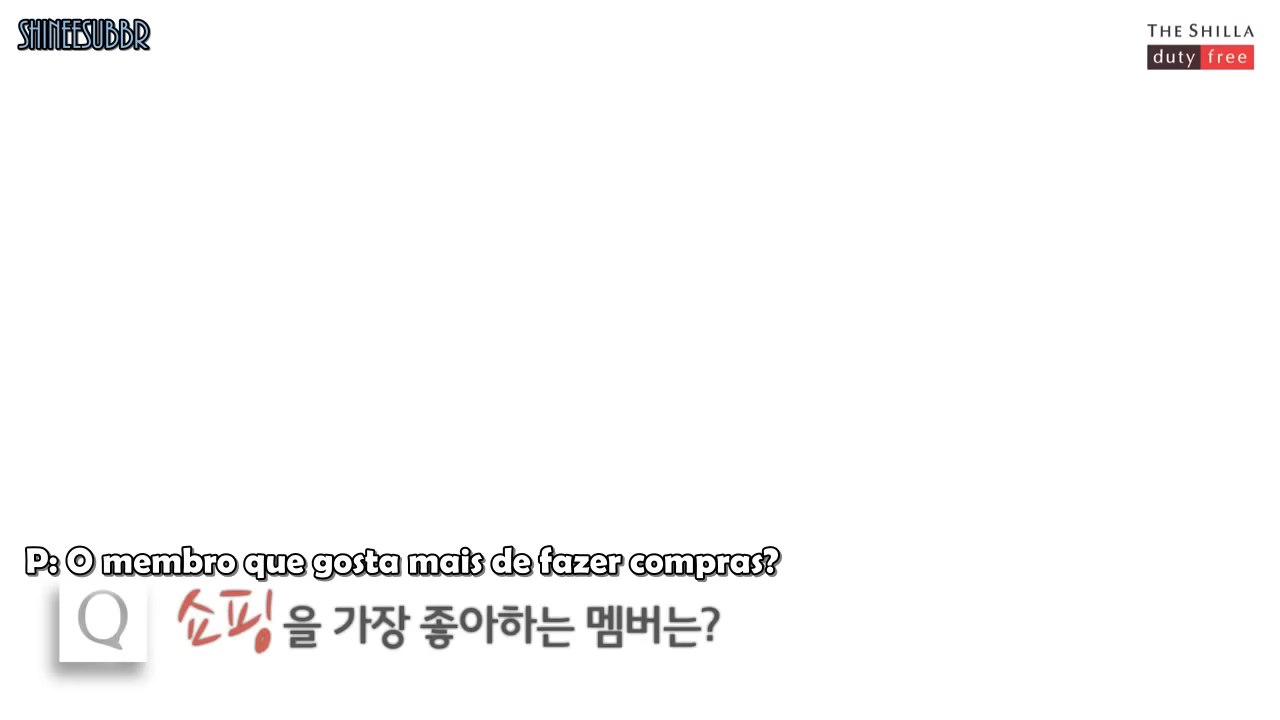 SHINEESUBBR
THE SHILLA
duty free
P: O membro que gosta mais de fazer compras?
Q 쇼핑을 가장 좋아하는 멤버는?